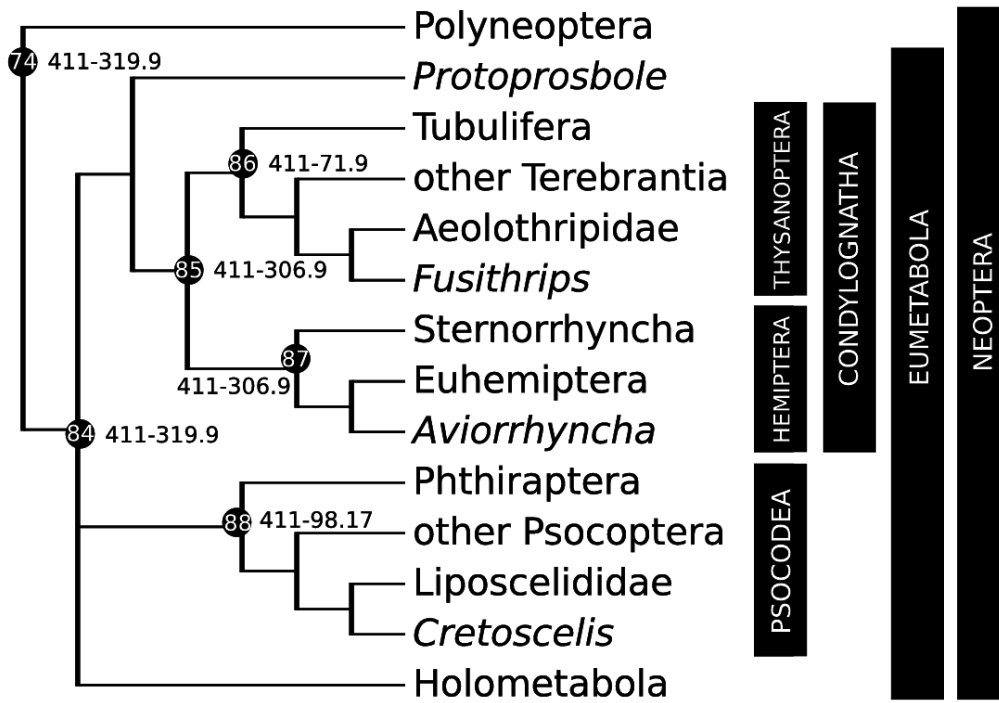 Polyneoptera
74 411-319.9
Protoprosbole
Tubulifera
86 411-71.9
other Terebrantia
Aeolothripidae
85 411-306.9
Fusithrips
Sternorrhyncha
87
411-306.9
Euhemiptera
Aviorrhyncha
84 411-319.9
Phthiraptera
88 411-98.17
other Psocoptera
Liposcelididae
Cretoscelis
Holometabola
THYSANOPTERA
HEMIPTERA
PSOCODEA
CONDYLOGNATHA
EUMETABOLA
NEOPTERA